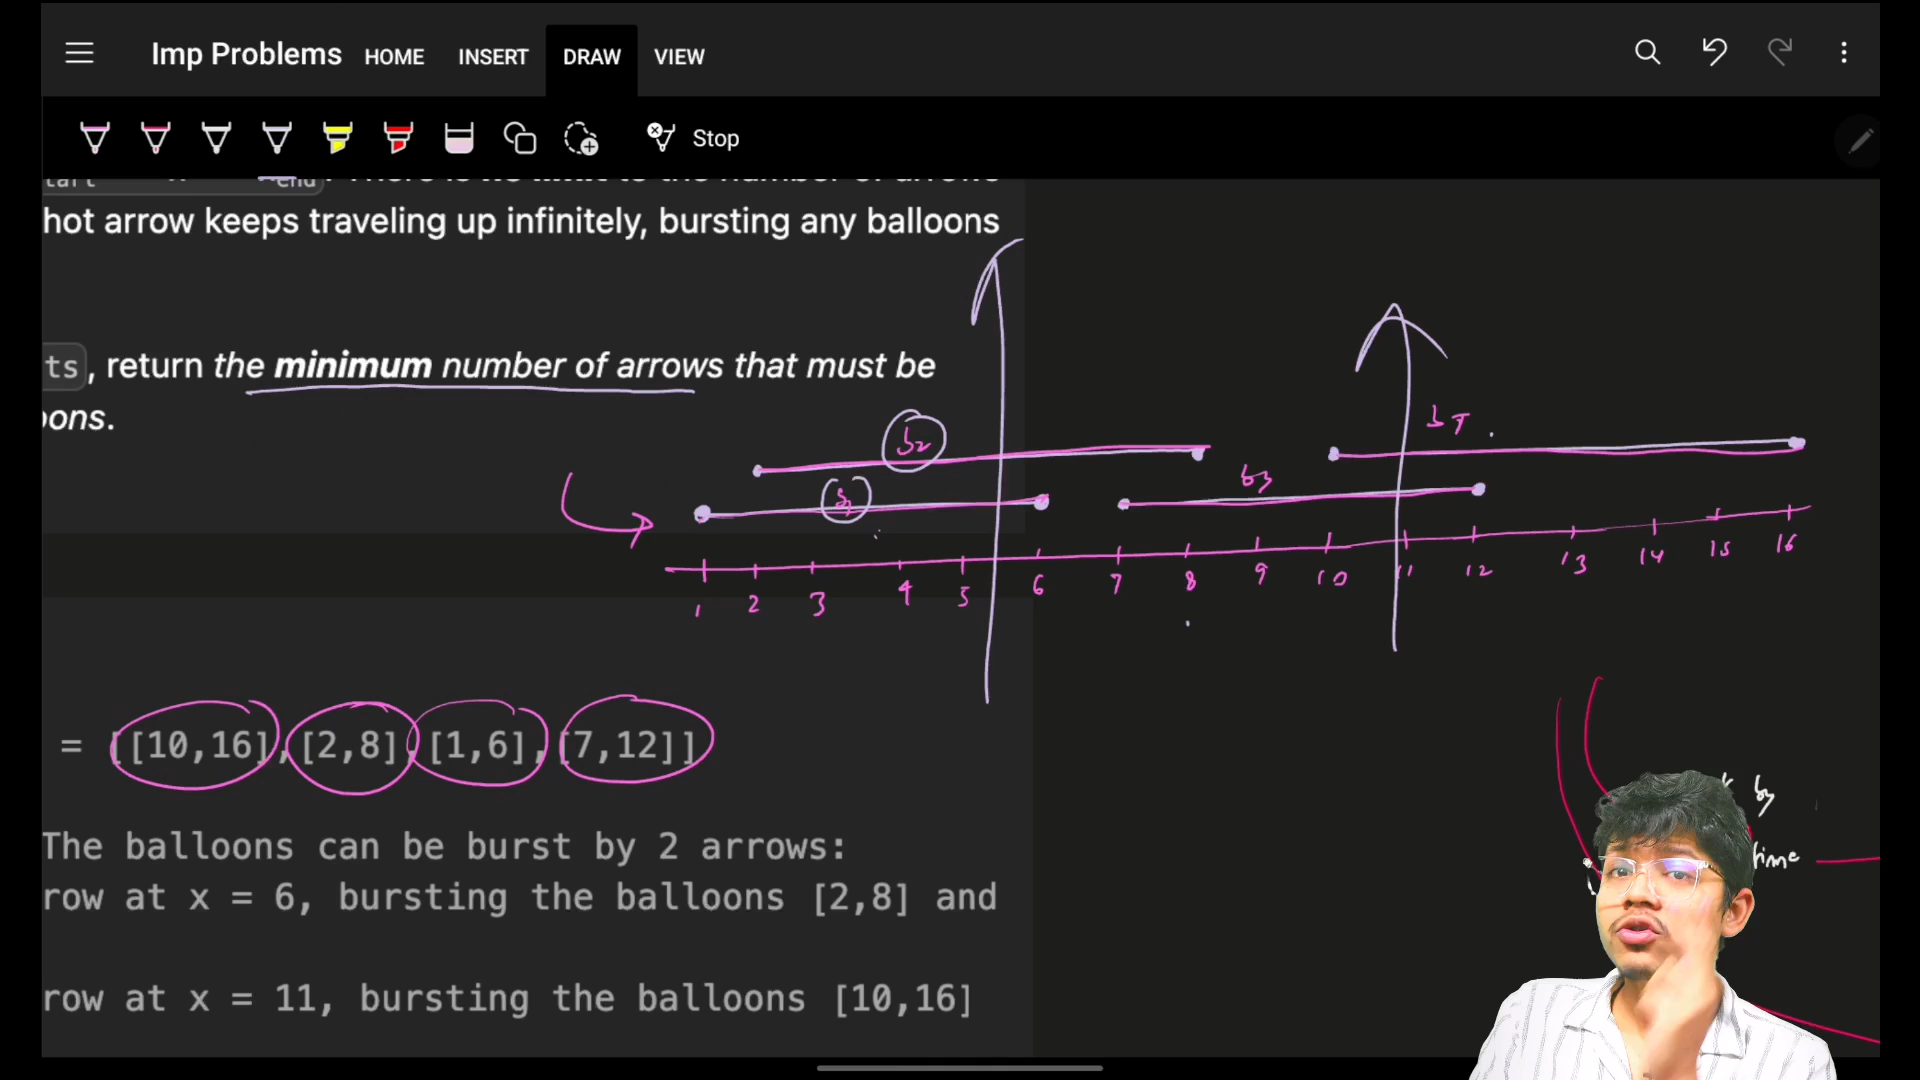 Imp Problems HOME INSERT DRAW VIEW
Stop
end
hot arrow keeps traveling up infinitely, bursting any balloons
ts , return the minimum number of arrows that must be
oons.
b2
b3
1 2 3 4 5 6 7 8 9 10 11 12 13 14 15 16
= [[10,16],[2,8],[1,6],[7,12]]
by
time
The balloons can be burst by 2 arrows:
row at x = 6, bursting the balloons [2,8] and
row at x = 11, bursting the balloons [10,16]